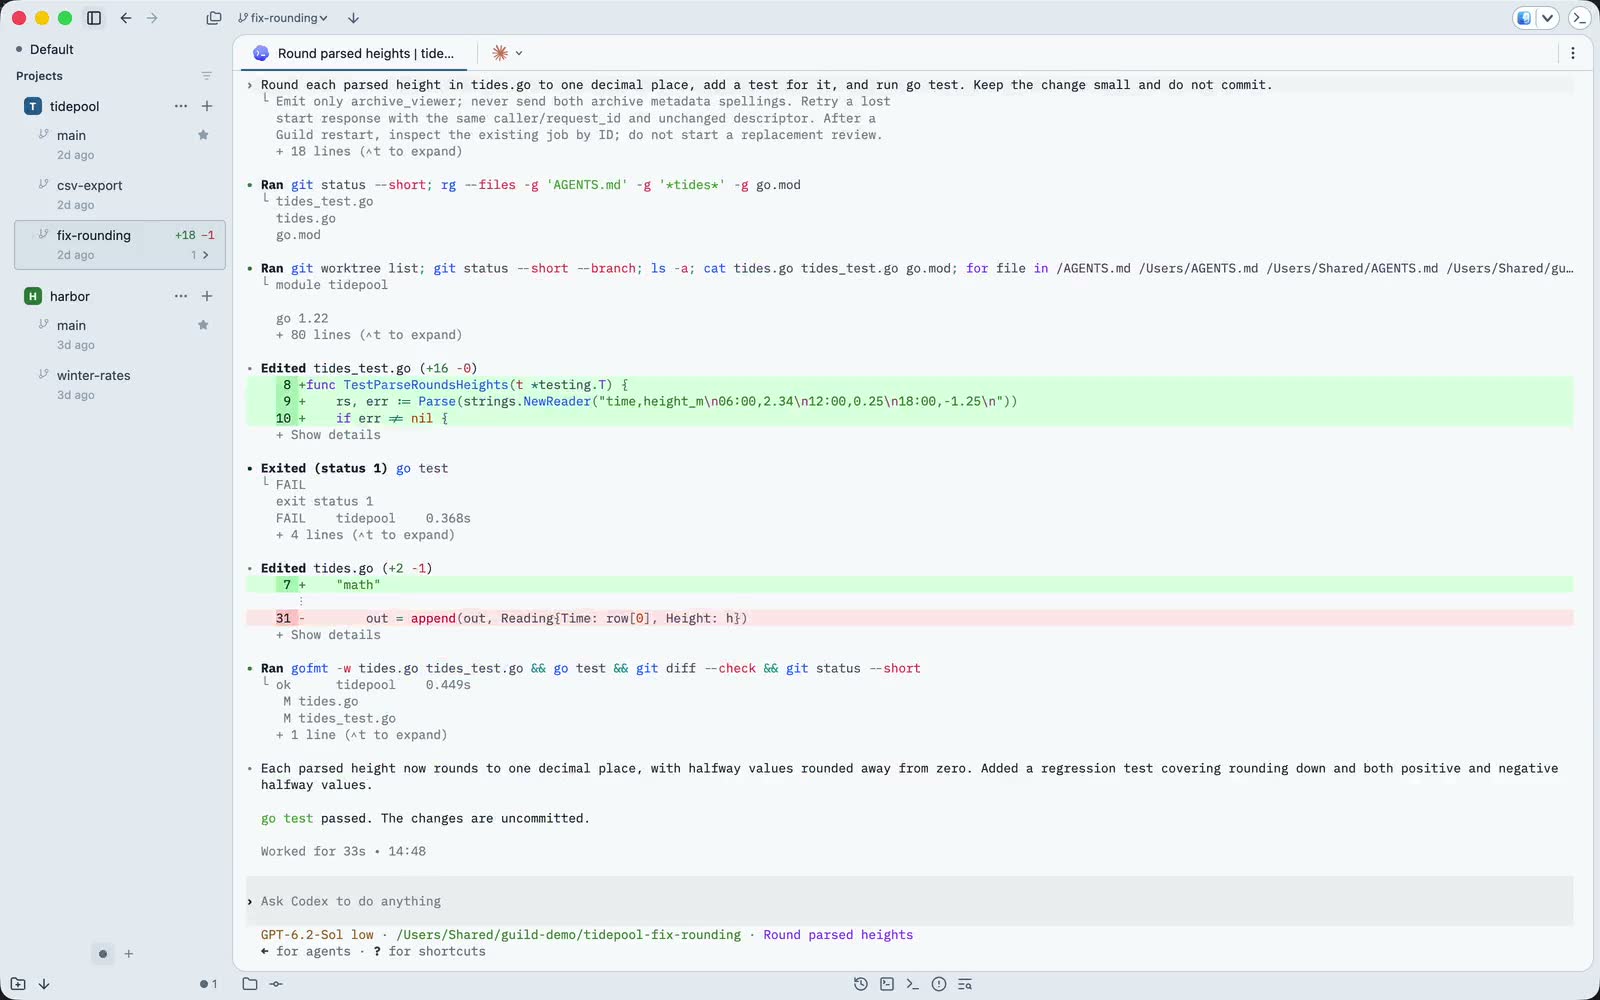 fix-rounding
Default
Projects
T tidepool
main
2d ago
csv-export
2d ago
fix-rounding +18 −1
2d ago 1
H harbor
main
3d ago
winter-rates
3d ago
1
Round parsed heights | tide...
› Round each parsed height in tides.go to one decimal place, add a test for it, and run go test. Keep the change small and do not commit.
└ Emit only archive_viewer; never send both archive metadata spellings. Retry a lost
start response with the same caller/request_id and unchanged descriptor. After a
Guild restart, inspect the existing job by ID; do not start a replacement review.
+ 18 lines (^t to expand)
• Ran git status --short; rg --files -g 'AGENTS.md' -g '*tides*' -g go.mod
└ tides_test.go
tides.go
go.mod
• Ran git worktree list; git status --short --branch; ls -a; cat tides.go tides_test.go go.mod; for file in /AGENTS.md /Users/AGENTS.md /Users/Shared/AGENTS.md /Users/Shared/gu…
└ module tidepool
go 1.22
+ 80 lines (^t to expand)
• Edited tides_test.go (+16 -0)
8 +func TestParseRoundsHeights(t *testing.T) {
9 + rs, err := Parse(strings.NewReader("time,height_m\n06:00,2.34\n12:00,0.25\n18:00,-1.25\n"))
10 + if err != nil {
+ Show details
• Exited (status 1) go test
└ FAIL
exit status 1
FAIL tidepool 0.368s
+ 4 lines (^t to expand)
• Edited tides.go (+2 -1)
7 + "math"
⋮
31 - out = append(out, Reading{Time: row[0], Height: h})
+ Show details
• Ran gofmt -w tides.go tides_test.go && go test && git diff --check && git status --short
└ ok tidepool 0.449s
M tides.go
M tides_test.go
+ 1 line (^t to expand)
• Each parsed height now rounds to one decimal place, with halfway values rounded away from zero. Added a regression test covering rounding down and both positive and negative
halfway values.
go test passed. The changes are uncommitted.
Worked for 33s • 14:48
› Ask Codex to do anything
GPT-6.2-Sol low · /Users/Shared/guild-demo/tidepool-fix-rounding · Round parsed heights
← for agents · ? for shortcuts